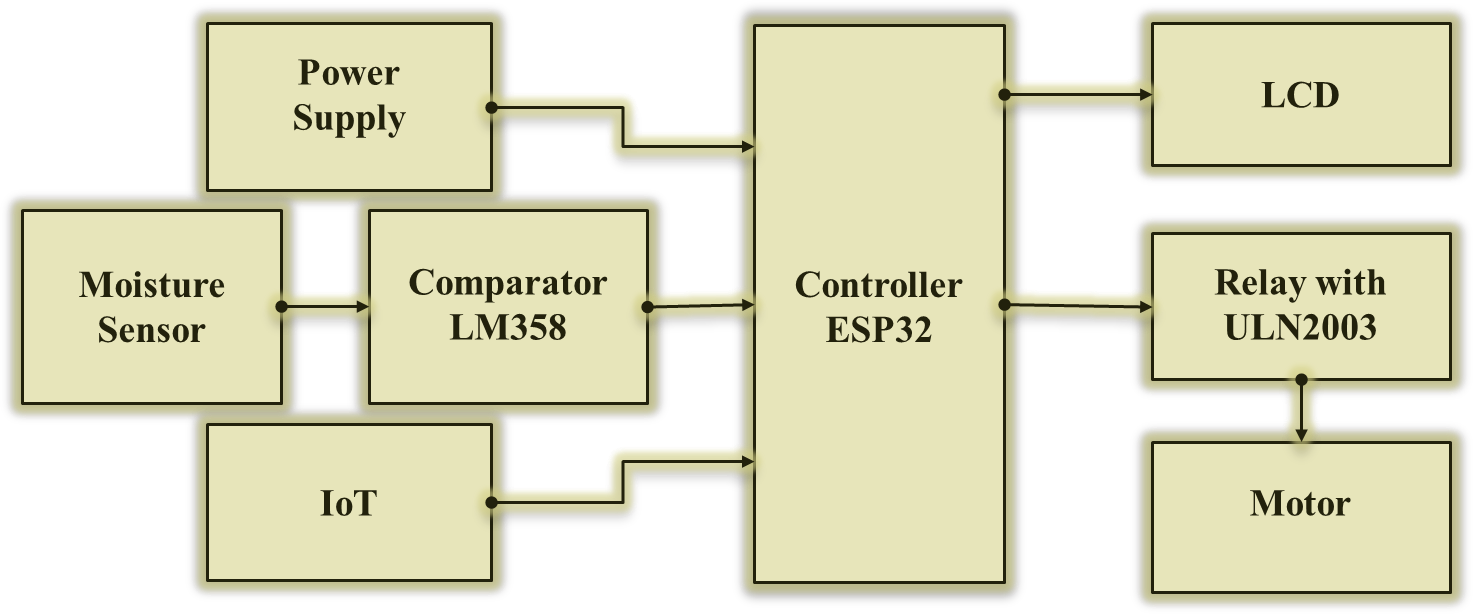 Power
Supply
Moisture
Sensor
Comparator
LM358
IoT
Controller
ESP32
LCD
Relay with
ULN2003
Motor